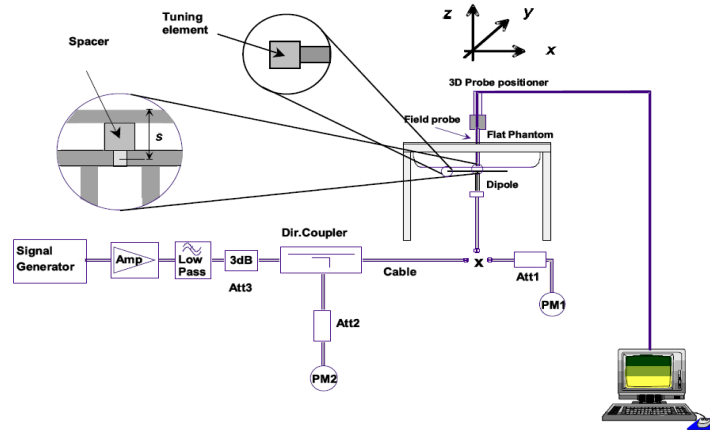 Tuning
element
Spacer
s
z
y
x
3D Probe positioner
Field probe
Flat Phantom
Dipole
Signal
Generator
Amp
Low
Pass
3dB
Att3
Dir.Coupler
Cable
x
Att1
PM1
Att2
PM2